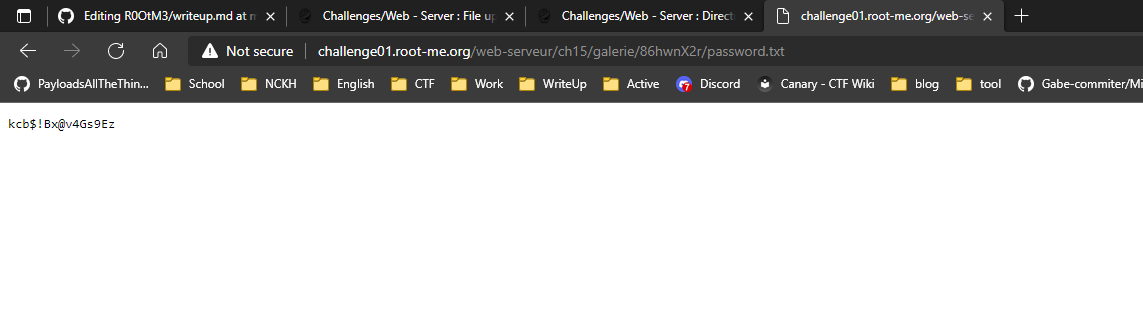 Editing R0OtM3/writeup.md at m
Challenges/Web - Server : File up
Challenges/Web - Server : Directo
challenge01.root-me.org/web-se
Not secure challenge01.root-me.org/web-serveur/ch15/galerie/86hwnX2r/password.txt
PayloadsAllTheThin... School NCKH English CTF Work WriteUp Active Discord Canary - CTF Wiki blog tool Gabe-commiter/Mi
kcb$!Bx@v4Gs9Ez